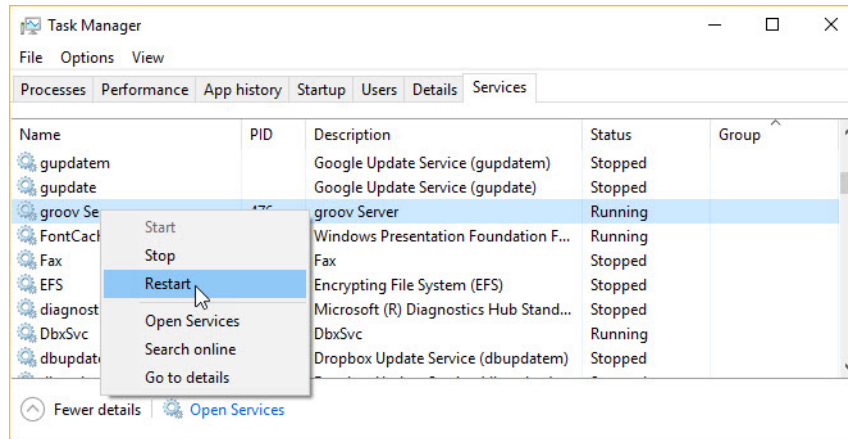 Task Manager
File Options View
Processes Performance App history Startup Users Details Services
Name PID Description Status Group
gupdatem Google Update Service (gupdatem) Stopped
gupdate Google Update Service (gupdate) Stopped
groov Se groov Server Running
FontCach Windows Presentation Foundation F... Running
Fax Fax Stopped
EFS Encrypting File System (EFS) Stopped
diagnost Microsoft (R) Diagnostics Hub Stand... Stopped
DbxSvc DbxSvc Running
dbupdat Dropbox Update Service (dbupdatem) Stopped
Start
Stop
Restart
Open Services
Search online
Go to details
Fewer details Open Services